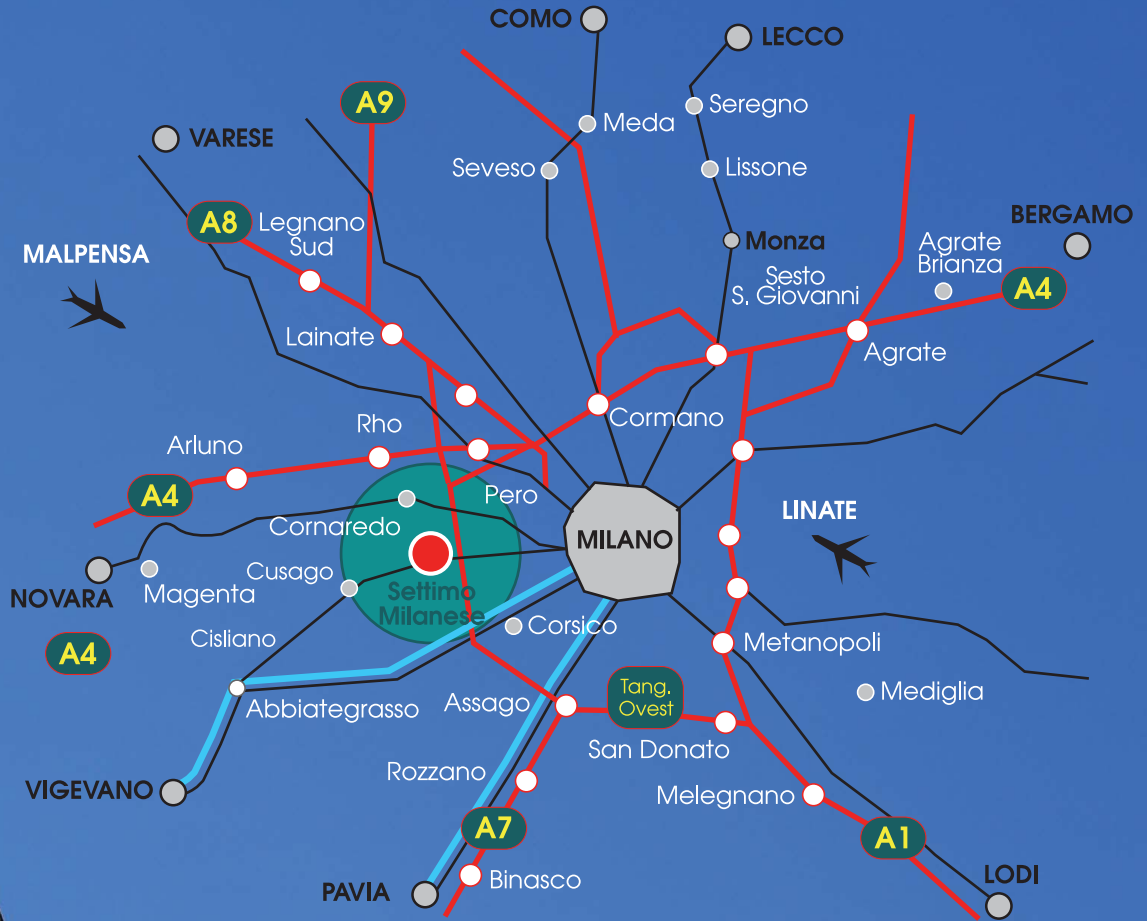 COMO
LECCO
A9
Seregno
Meda
VARESE
Seveso
Lissone
A8
Legnano
Sud
BERGAMO
Monza
Agrate
Brianza
MALPENSA
Sesto
S. Giovanni
A4
Lainate
Agrate
Cormano
Rho
Arluno
A4
Pero
LINATE
Cornaredo
MILANO
Cusago
NOVARA
Magenta
Settimo
Milanese
Corsico
Cisliano
Metanopoli
A4
Tang.
Ovest
Mediglia
Abbiategrasso
Assago
San Donato
Rozzano
VIGEVANO
Melegnano
A7
A1
PAVIA
Binasco
LODI